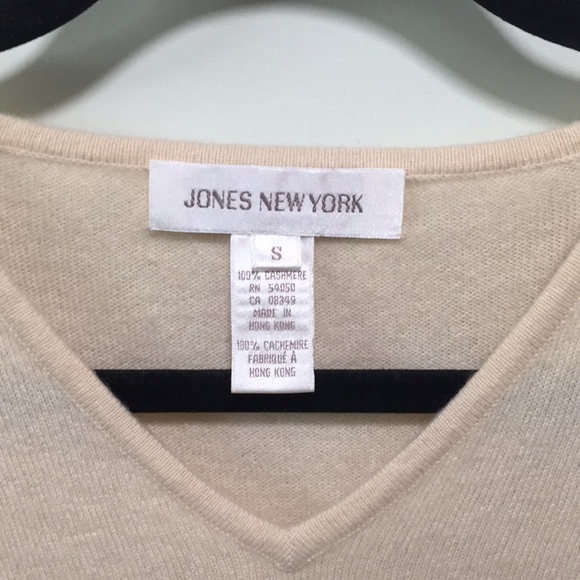 JONES NEW YORK
S
100% CASHMERE
RN 54050
CA 08349
MADE IN
HONG KONG
100% CACHEMIRE
FABRIQUÉ À
HONG KONG